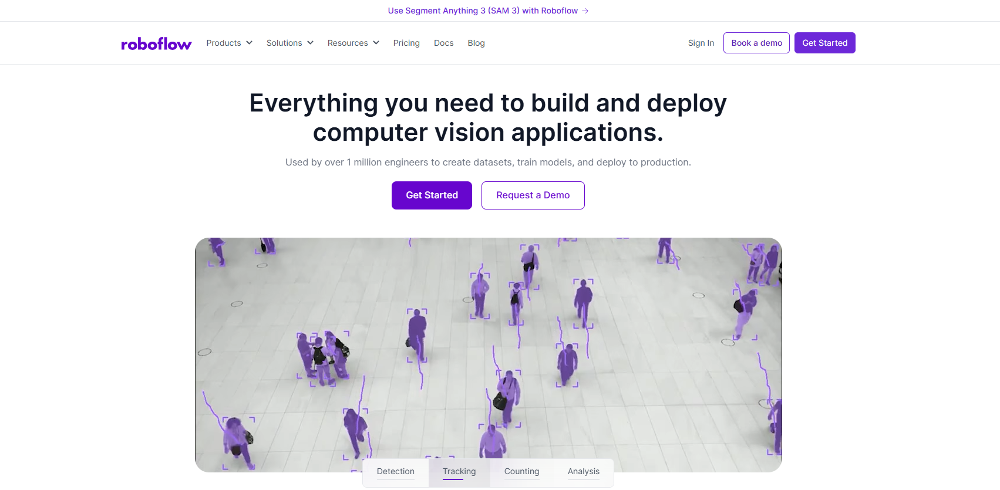 Use Segment Anything 3 (SAM 3) with Roboflow →
roboflow Products Solutions Resources Pricing Docs Blog Sign In Book a demo Get Started
Everything you need to build and deploy
computer vision applications.
Used by over 1 million engineers to create datasets, train models, and deploy to production.
Get Started Request a Demo
Detection Tracking Counting Analysis